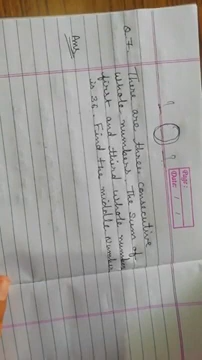 Page:
Date: / /
Q.7. There are three consecutive
whole numbers. The sum of
first and third whole number
is 36. Find the middle number
Ans.